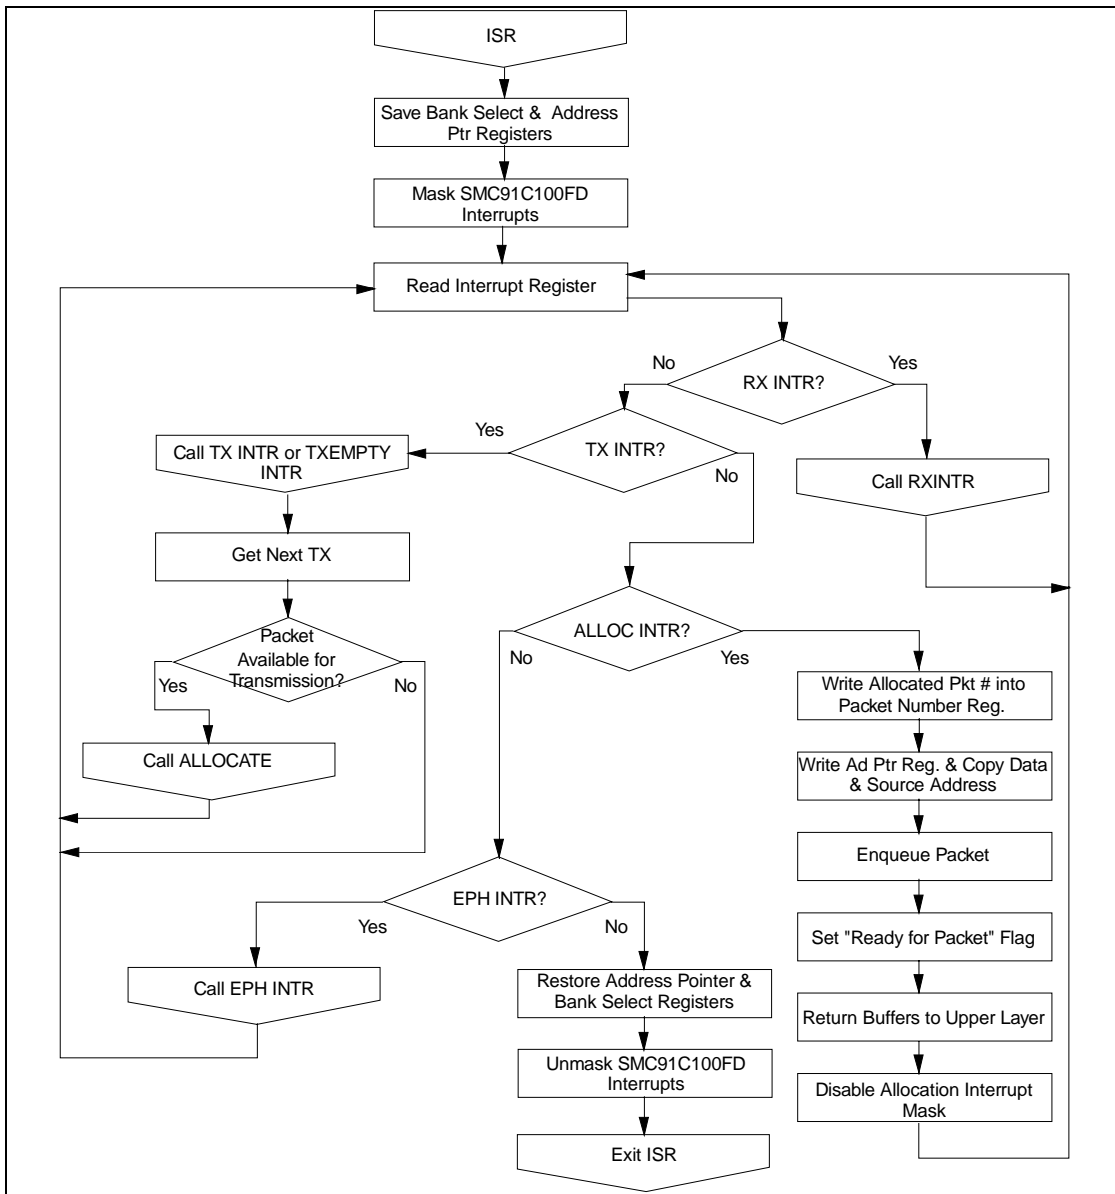 ISR
Save Bank Select & Address
Ptr Registers
Mask SMC91C100FD
Interrupts
Read Interrupt Register
No
Yes
RX INTR?
Yes
Call TX INTR or TXEMPTY
INTR
TX INTR?
No
Call RXINTR
Get Next TX
ALLOC INTR?
Packet
Available for
Transmission?
No
Yes
Yes
No
Write Allocated Pkt # into
Packet Number Reg.
Call ALLOCATE
Write Ad Ptr Reg. & Copy Data
& Source Address
Enqueue Packet
EPH INTR?
Yes
No
Set "Ready for Packet" Flag
Call EPH INTR
Restore Address Pointer &
Bank Select Registers
Return Buffers to Upper Layer
Unmask SMC91C100FD
Interrupts
Disable Allocation Interrupt
Mask
Exit ISR